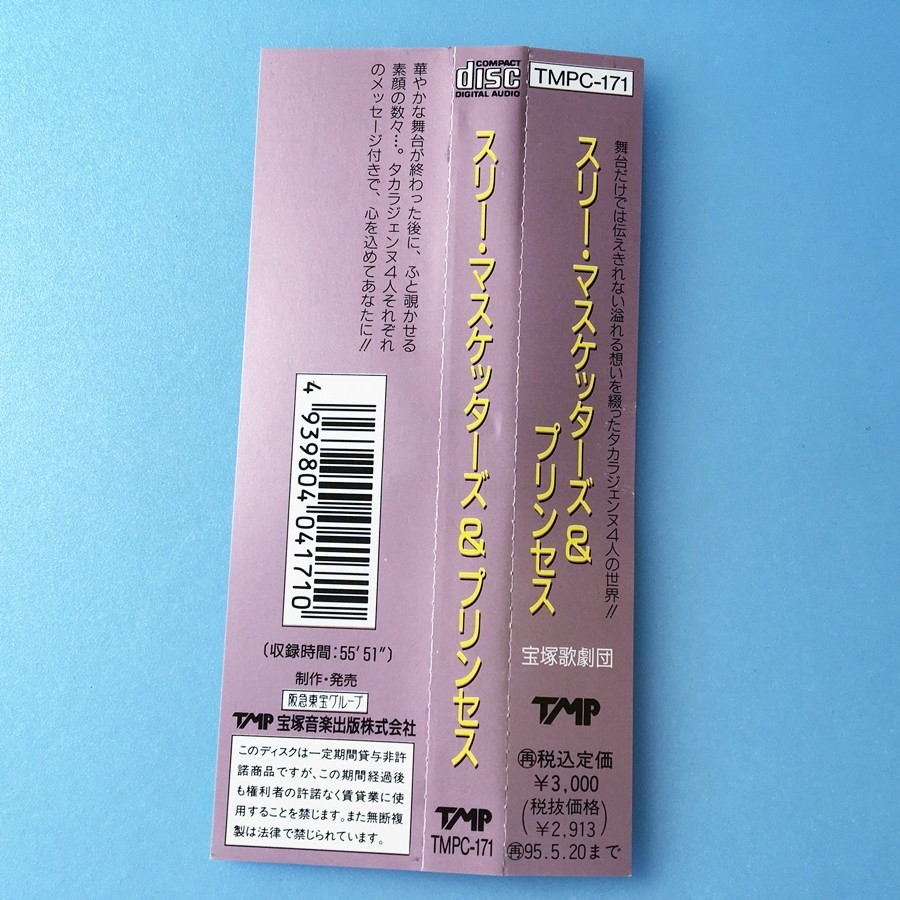 TMPC-171
舞台だけでは伝えきれない溢れる想いを綴ったタカラジェンヌ4人の世界!!
スリー・マスケッターズ&
プリンセス
宝塚歌劇団
TMP
再税込定価
¥3,000
(税抜価格)
¥2,913
再95.5.20まで
COMPACT
disc
DIGITAL AUDIO
スリー・マスケッターズ&プリンセス
TMP
TMPC-171
華やかな舞台が終わった後に、ふと覗かせる
素顔の数々…。タカラジェンヌ4人それぞれ
のメッセージ付きで、心を込めてあなたに!!
4939804041710
(収録時間:55'51")
制作・発売
阪急東宝グループ
TMP 宝塚音楽出版株式会社
このディスクは一定期間貸与非許
諾商品ですが、この期間経過後
も権利者の許諾なく賃貸業に使
用することを禁じます。また無断複
製は法律で禁じられています。